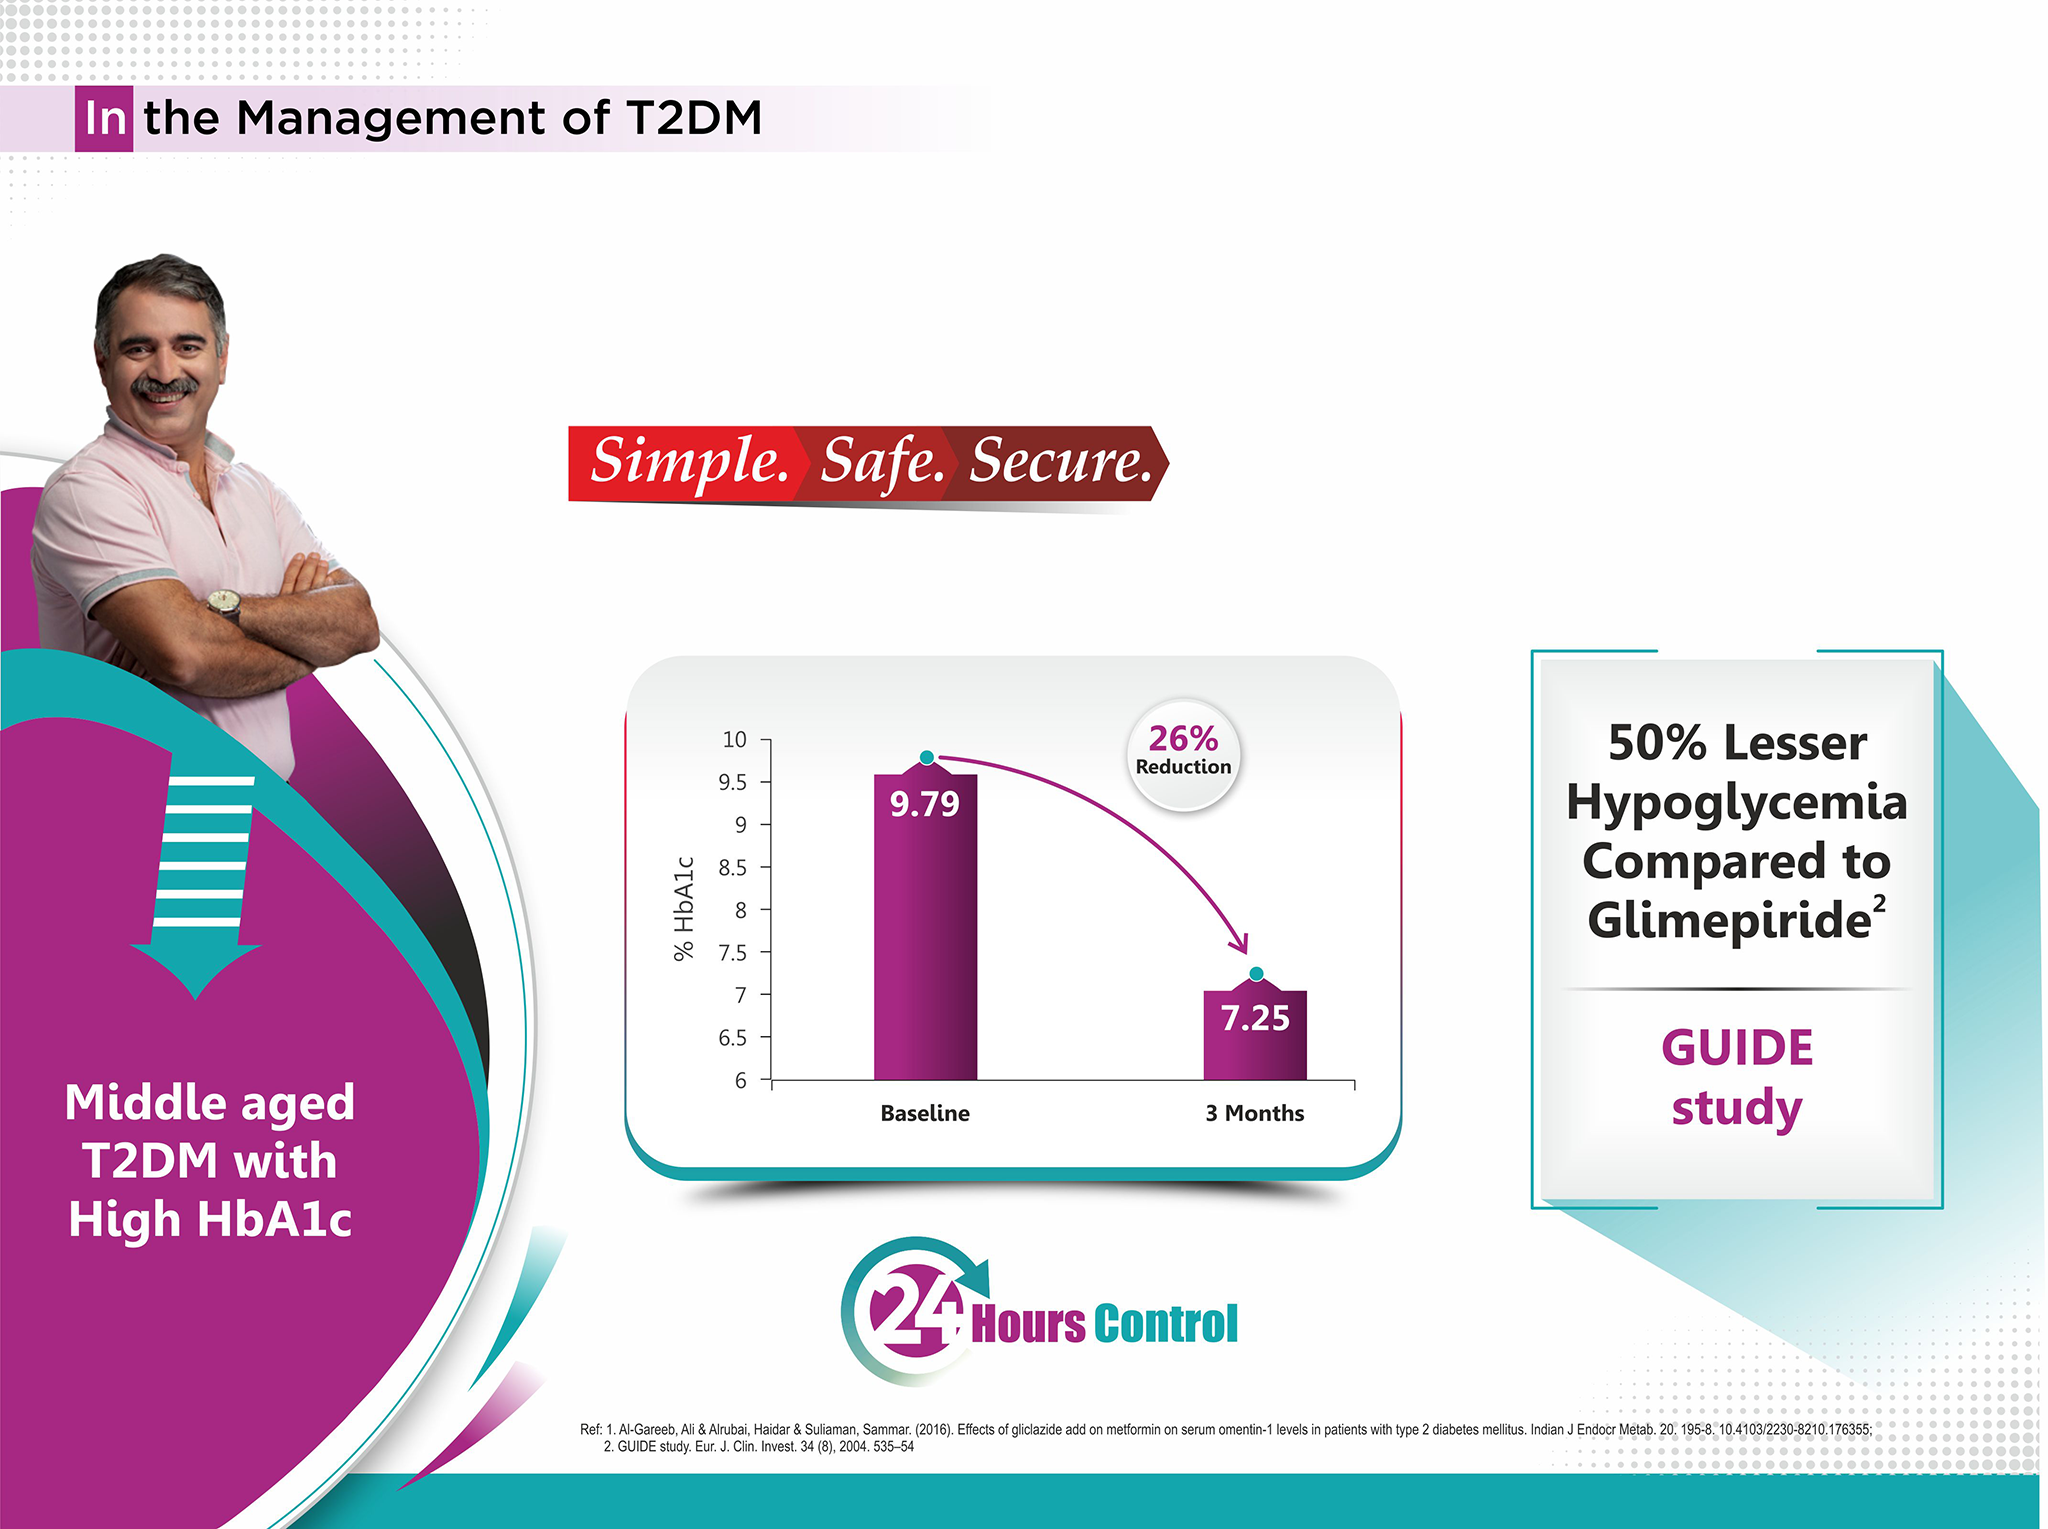 In the Management of T2DM
Simple. Safe. Secure.
26%
Reduction
10
9.5
9
8.5
8
7.5
7
6.5
6
% HbA1c
9.79
7.25
Baseline
3 Months
50% Lesser
Hypoglycemia
Compared to
Glimepiride2
GUIDE
study
Middle aged
T2DM with
High HbA1c
24 Hours Control
Ref: 1. Al-Gareeb, Ali & Alrubai, Haidar & Suliaman, Sammar. (2016). Effects of gliclazide add on metformin on serum omentin-1 levels in patients with type 2 diabetes mellitus. Indian J Endocr Metab. 20. 195-8. 10.4103/2230-8210.176355;
2. GUIDE study. Eur. J. Clin. Invest. 34 (8), 2004. 535–54